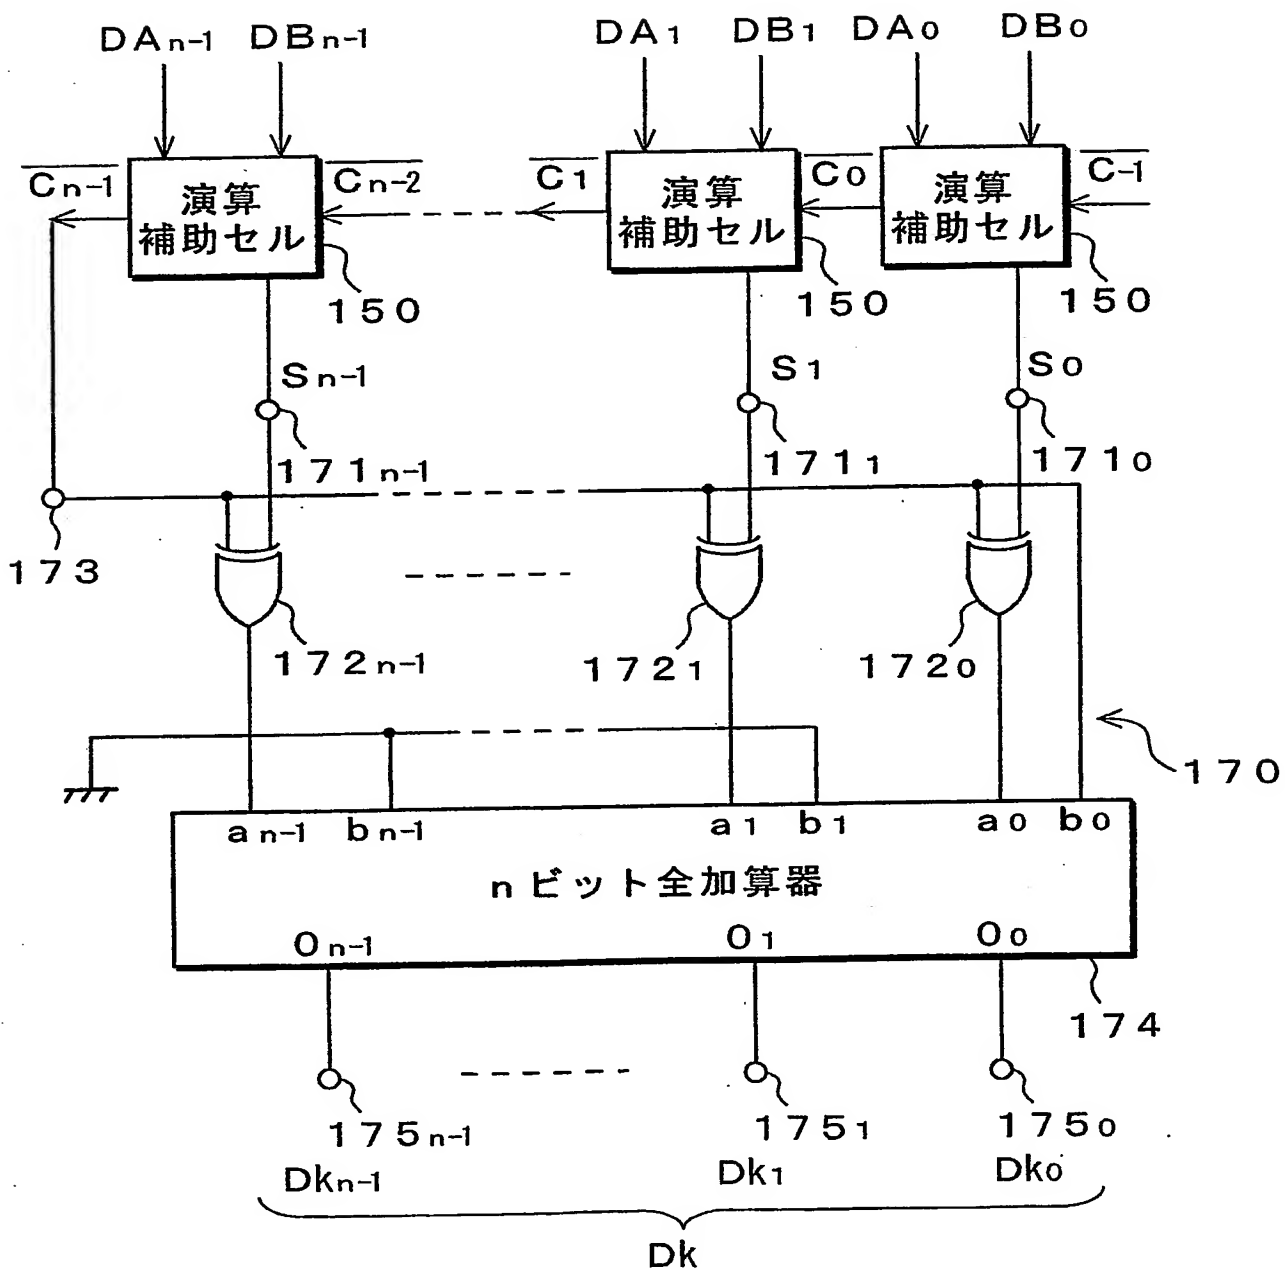 DAn-1 DBn-1 DA1 DB1 DA0 DB0
C̅n-1 C̅n-2 C̅1 C̅0 C̅-1
演算
補助セル
演算
補助セル
演算
補助セル
150 150 150
Sn-1 S1 S0
171n-1 1711 1710
173
172n-1 1721 1720
170
an-1 bn-1 a1 b1 a0 b0
nビット全加算器
On-1 O1 O0
174
175n-1 1751 1750
Dkn-1 Dk1 Dk0
Dk